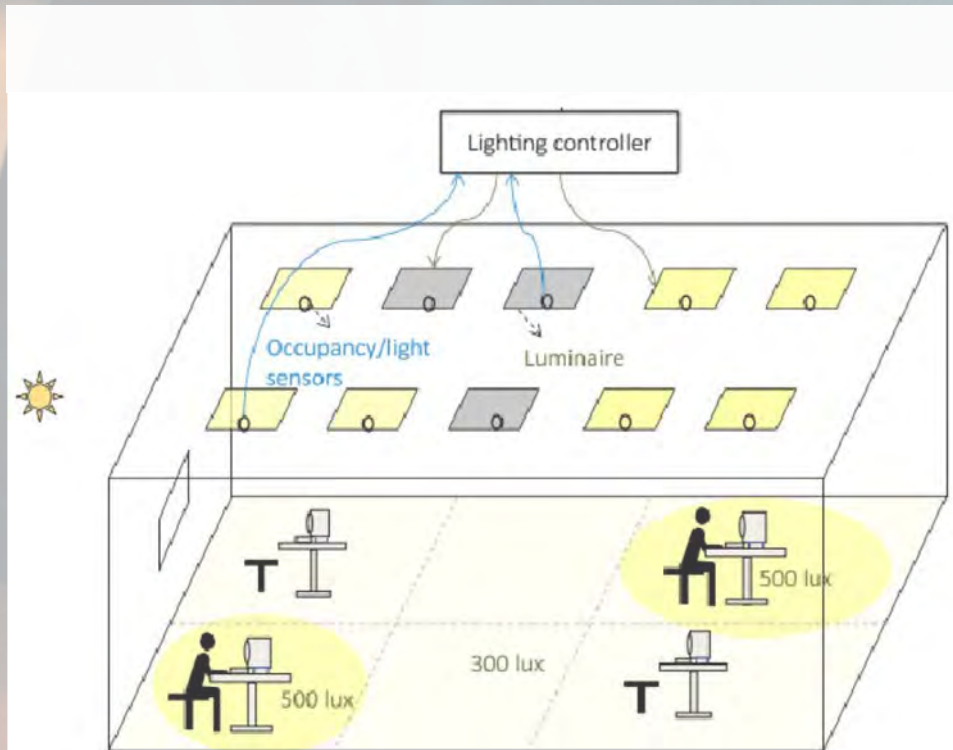 Lighting controller
Occupancy/light
sensors
Luminaire
500 lux
300 lux
500 lux